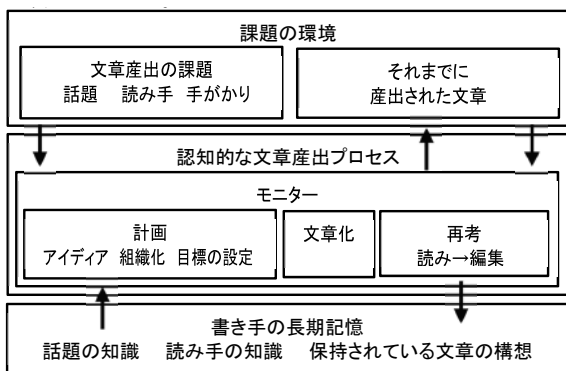 課題の環境
文章産出の課題
話題 読み手 手がかり
それまでに
産出された文章
認知的な文章産出プロセス
モニター
計画
アイディア 組織化 目標の設定
文章化
再考
読み→編集
書き手の長期記憶
話題の知識 読み手の知識 保持されている文章の構想